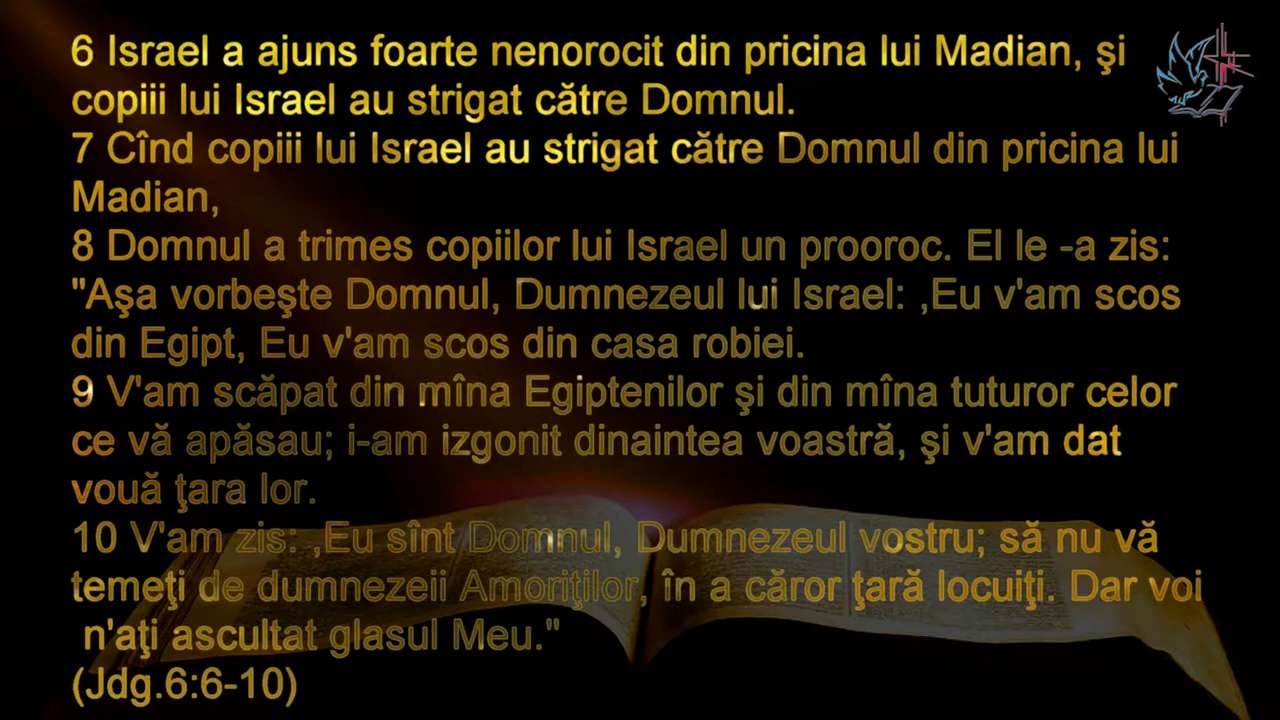 6 Israel a ajuns foarte nenorocit din pricina lui Madian, şi
copiii lui Israel au strigat către Domnul.
7 Cînd copiii lui Israel au strigat către Domnul din pricina lui
Madian,
8 Domnul a trimes copiilor lui Israel un prooroc. El le -a zis:
"Aşa vorbeşte Domnul, Dumnezeul lui Israel: ,Eu v'am scos
din Egipt, Eu v'am scos din casa robiei.
9 V'am scăpat din mîna Egiptenilor şi din mîna tuturor celor
ce vă apăsau; i-am izgonit dinaintea voastră, şi v'am dat
vouă ţara lor.
10 V'am zis: ,Eu sînt Domnul, Dumnezeul vostru; să nu vă
temeţi de dumnezeii Amoriţilor, în a căror ţară locuiţi. Dar voi
n'aţi ascultat glasul Meu."
(Jdg.6:6-10)